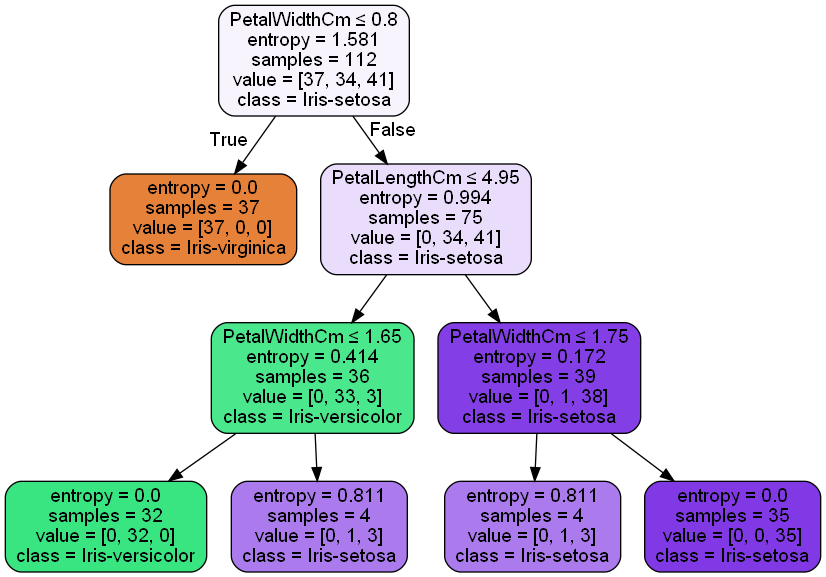 PetalWidthCm ≤ 0.8
entropy = 1.581
samples = 112
value = [37, 34, 41]
class = Iris-setosa
True
False
entropy = 0.0
samples = 37
value = [37, 0, 0]
class = Iris-virginica
PetalLengthCm ≤ 4.95
entropy = 0.994
samples = 75
value = [0, 34, 41]
class = Iris-setosa
PetalWidthCm ≤ 1.65
entropy = 0.414
samples = 36
value = [0, 33, 3]
class = Iris-versicolor
PetalWidthCm ≤ 1.75
entropy = 0.172
samples = 39
value = [0, 1, 38]
class = Iris-setosa
entropy = 0.0
samples = 32
value = [0, 32, 0]
class = Iris-versicolor
entropy = 0.811
samples = 4
value = [0, 1, 3]
class = Iris-setosa
entropy = 0.811
samples = 4
value = [0, 1, 3]
class = Iris-setosa
entropy = 0.0
samples = 35
value = [0, 0, 35]
class = Iris-setosa